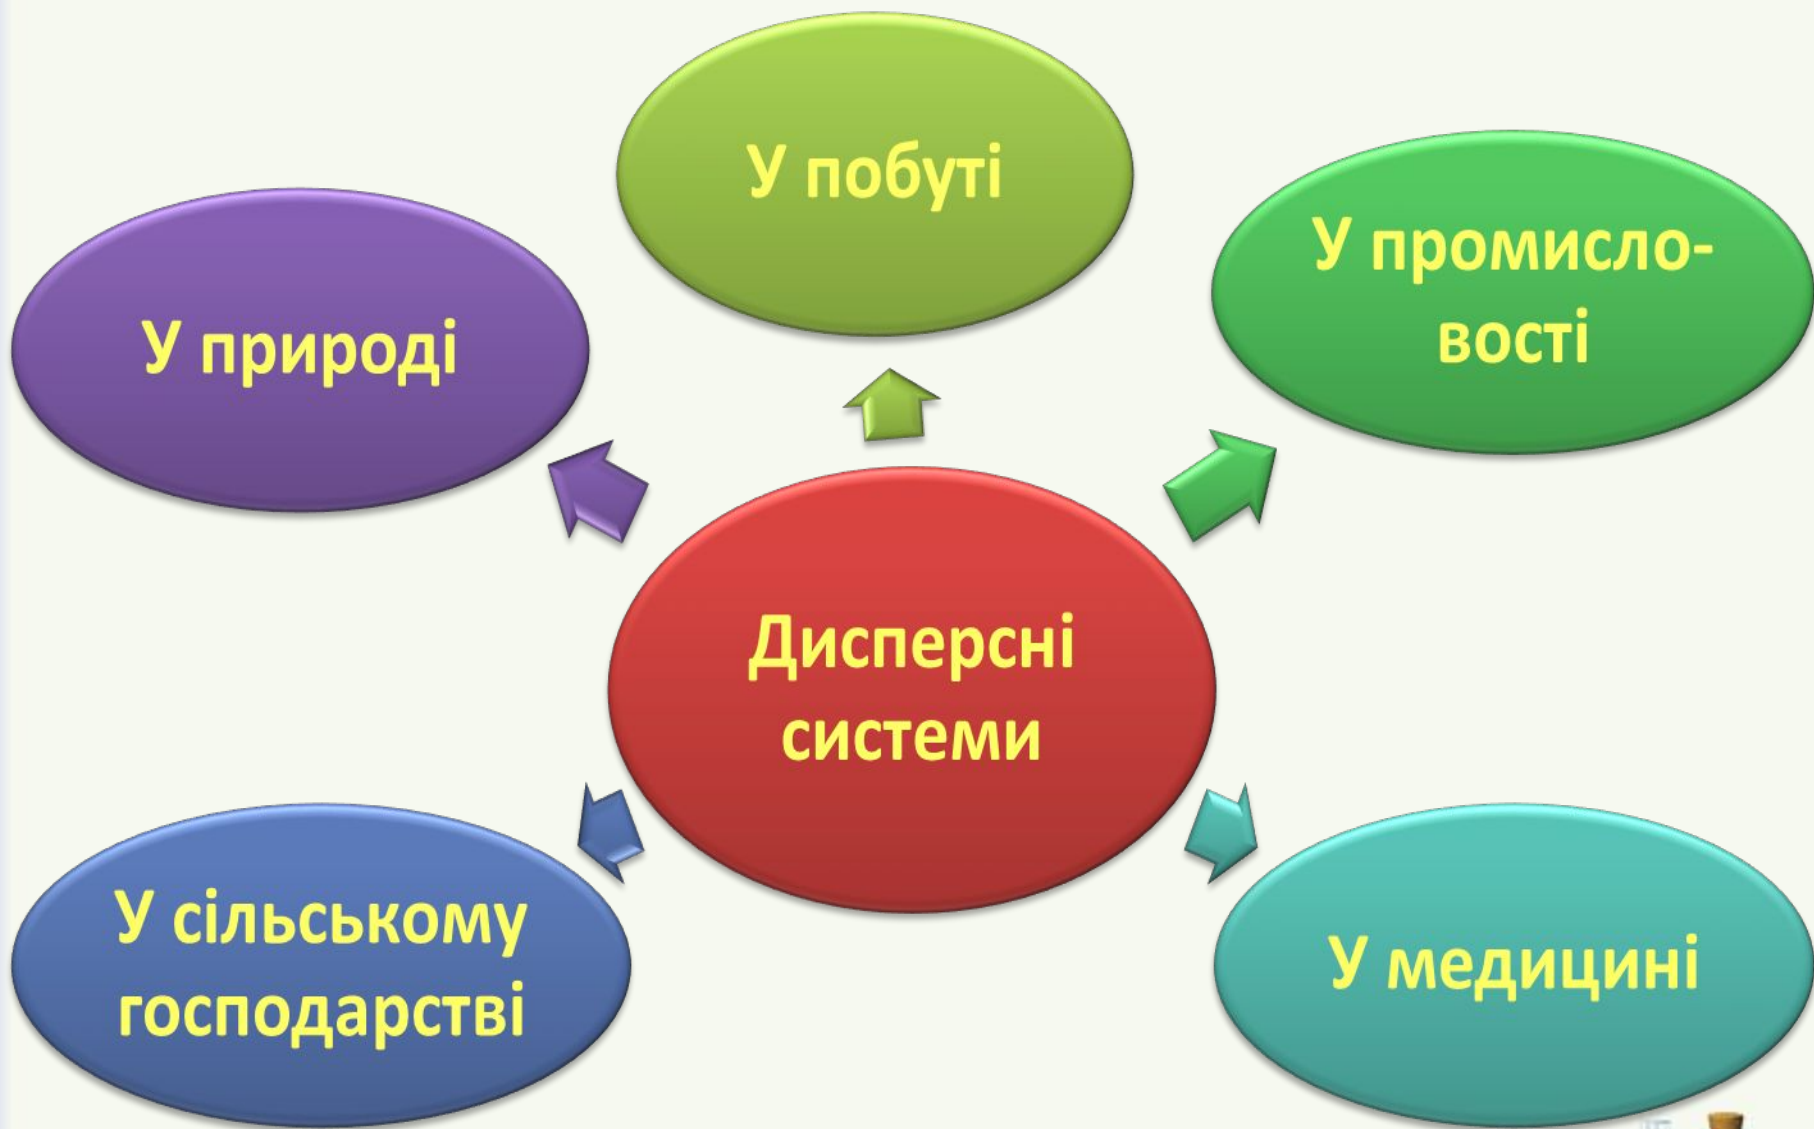 У побуті
У природі
У промисло-
вості
Дисперсні
системи
У сільському
господарстві
У медицині